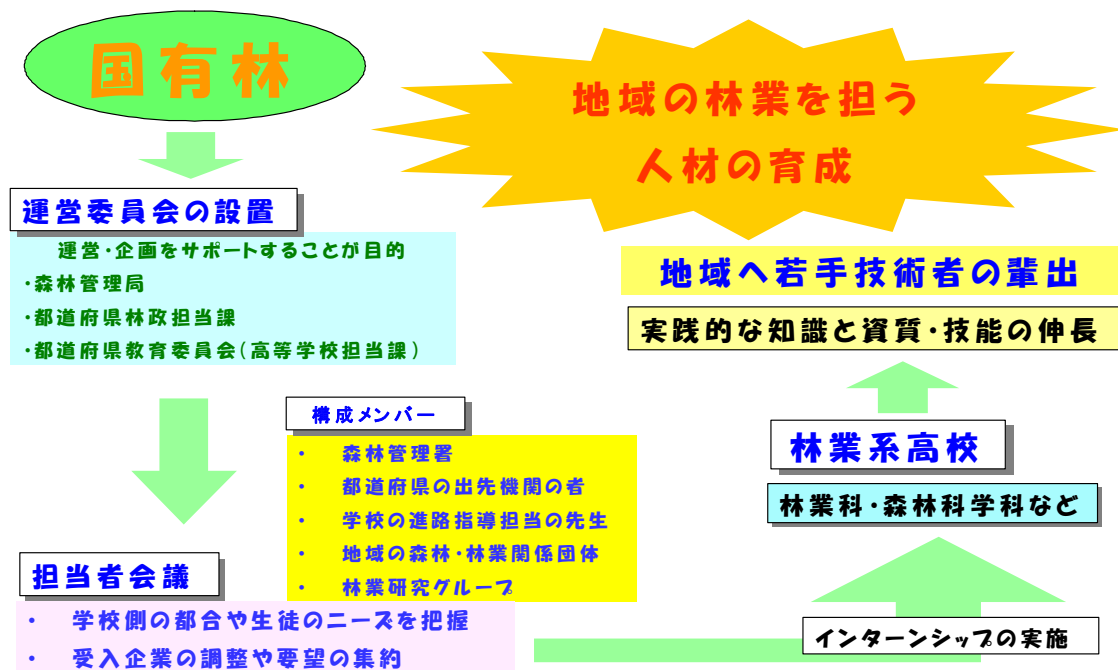 国有林
運営委員会の設置
運営・企画をサポートすることが目的
・森林管理局
・都道府県林政担当課
・都道府県教育委員会(高等学校担当課)
構成メンバー
・ 森林管理署
・ 都道府県の出先機関の者
・ 学校の進路指導担当の先生
・ 地域の森林・林業関係団体
・ 林業研究グループ
担当者会議
・ 学校側の都合や生徒のニーズを把握
・ 受入企業の調整や要望の集約
インターンシップの実施
林業系高校
林業科・森林科学科など
地域へ若手技術者の輩出
実践的な知識と資質・技能の伸長
地域の林業を担う
人材の育成